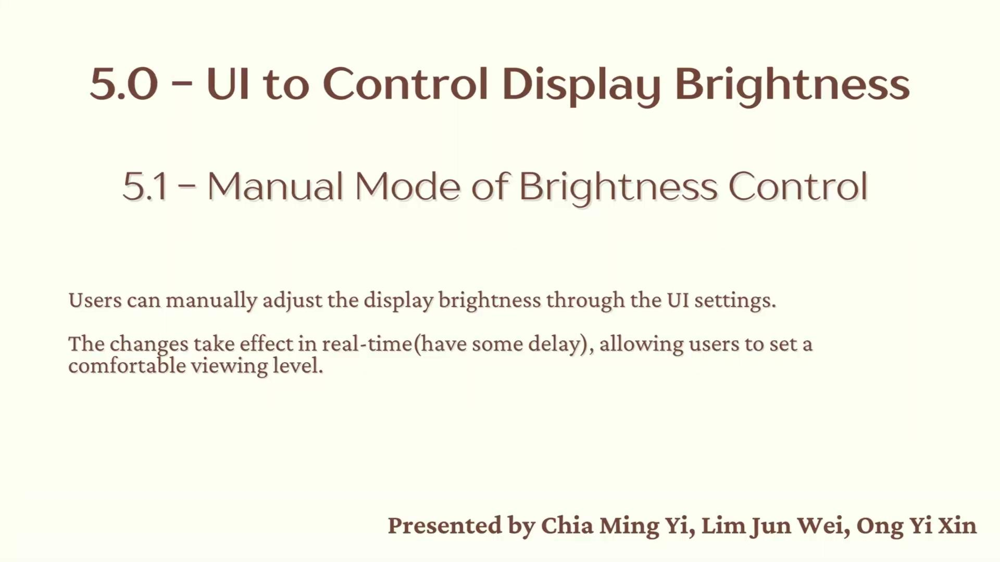 5.0 – UI to Control Display Brightness
5.1 – Manual Mode of Brightness Control
Users can manually adjust the display brightness through the UI settings.
The changes take effect in real-time(have some delay), allowing users to set a
comfortable viewing level.
Presented by Chia Ming Yi, Lim Jun Wei, Ong Yi Xin